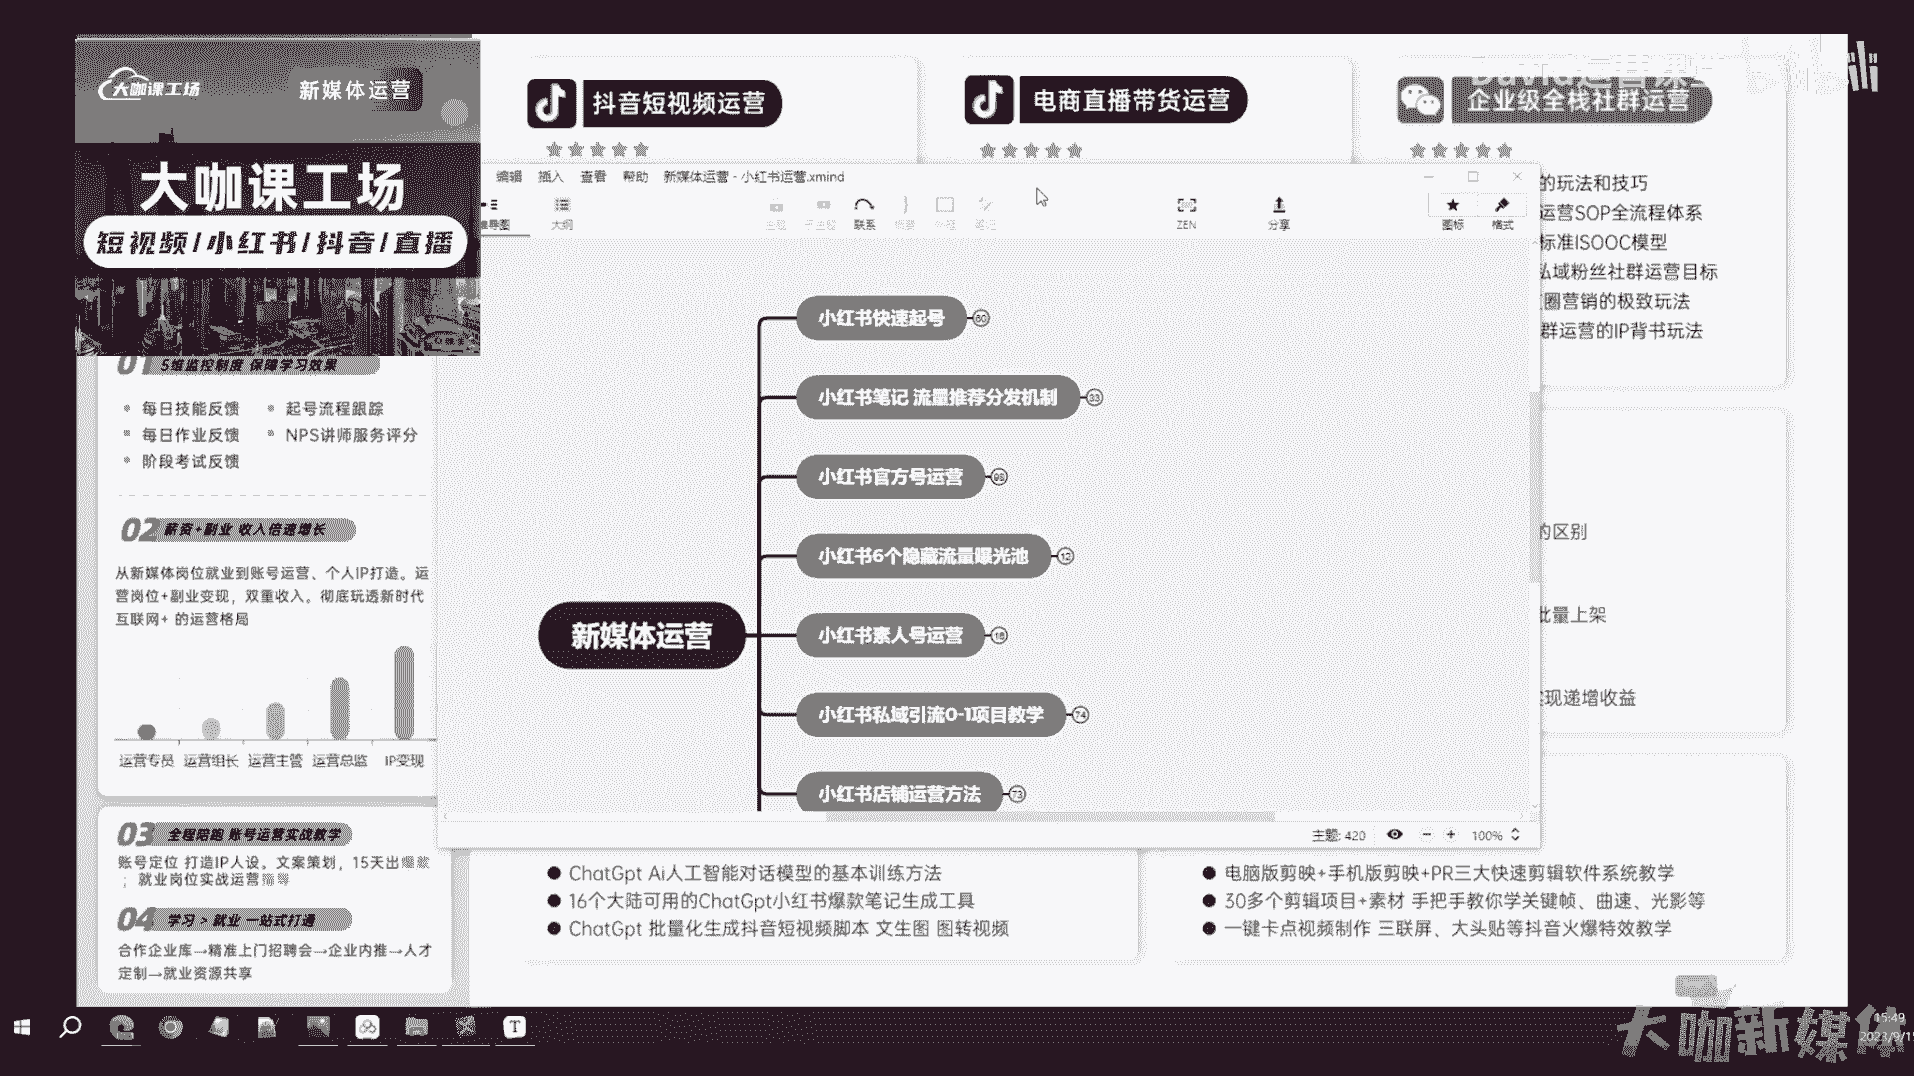 大咖课工场
新媒体运营
大咖课工场
短视频/小红书/抖音/直播
抖音短视频运营
电商直播带货运营
企业级全栈社群运营
的玩法和技巧
运营SOP全流程体系
标准ISOOC模型
私域粉丝社群运营目标
圈营销的极致玩法
群运营的IP背书玩法
编辑 插入 查看 帮助 新媒体运营 - 小红书运营.xmind
大纲 主题 子主题 联系 概要 外框 笔记 ZEN 分享 图标 格式
小红书快速起号 60
小红书笔记 流量推荐分发机制 33
小红书官方号运营
小红书6个隐藏流量曝光池 12
小红书素人号运营 18
小红书私域引流0-1项目教学 74
小红书店铺运营方法 73
新媒体运营
主题: 420
100%
01 5维监控制度 保障学习效果
每日技能反馈 起号流程跟踪
每日作业反馈 NPS讲师服务评分
阶段考试反馈
02 薪资+副业 收入倍速增长
从新媒体岗位就业到账号运营、个人IP打造。运
营岗位+副业变现，双重收入。彻底玩透新时代
互联网+ 的运营格局
运营专员 运营组长 运营主管 运营总监 IP变现
03 全程陪跑 账号运营实战教学
账号定位 打造IP人设。文案策划，15天出爆款
；就业岗位实战运营指导
04 学习 > 就业 一站式打通
合作企业库→精准上门招聘会→企业内推→人才
定制→就业资源共享
的区别
批量上架
实现递增收益
ChatGpt Ai人工智能对话模型的基本训练方法
16个大陆可用的ChatGpt小红书爆款笔记生成工具
ChatGpt 批量化生成抖音短视频脚本 文生图 图转视频
电脑版剪映+手机版剪映+PR三大快速剪辑软件系统教学
30多个剪辑项目+素材 手把手教你学关键帧、曲速、光影等
一键卡点视频制作 三联屏、大头贴等抖音火爆特效教学
大咖新媒体
15:49